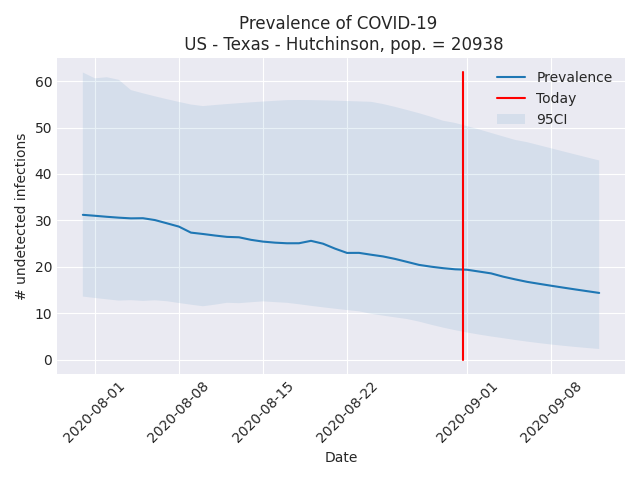 Prevalence of COVID-19
US - Texas - Hutchinson, pop. = 20938
Prevalence
Today
95CI
60
50
40
30
20
10
0
# undetected infections
2020-08-01
2020-08-08
2020-08-15
2020-08-22
2020-09-01
2020-09-08
Date